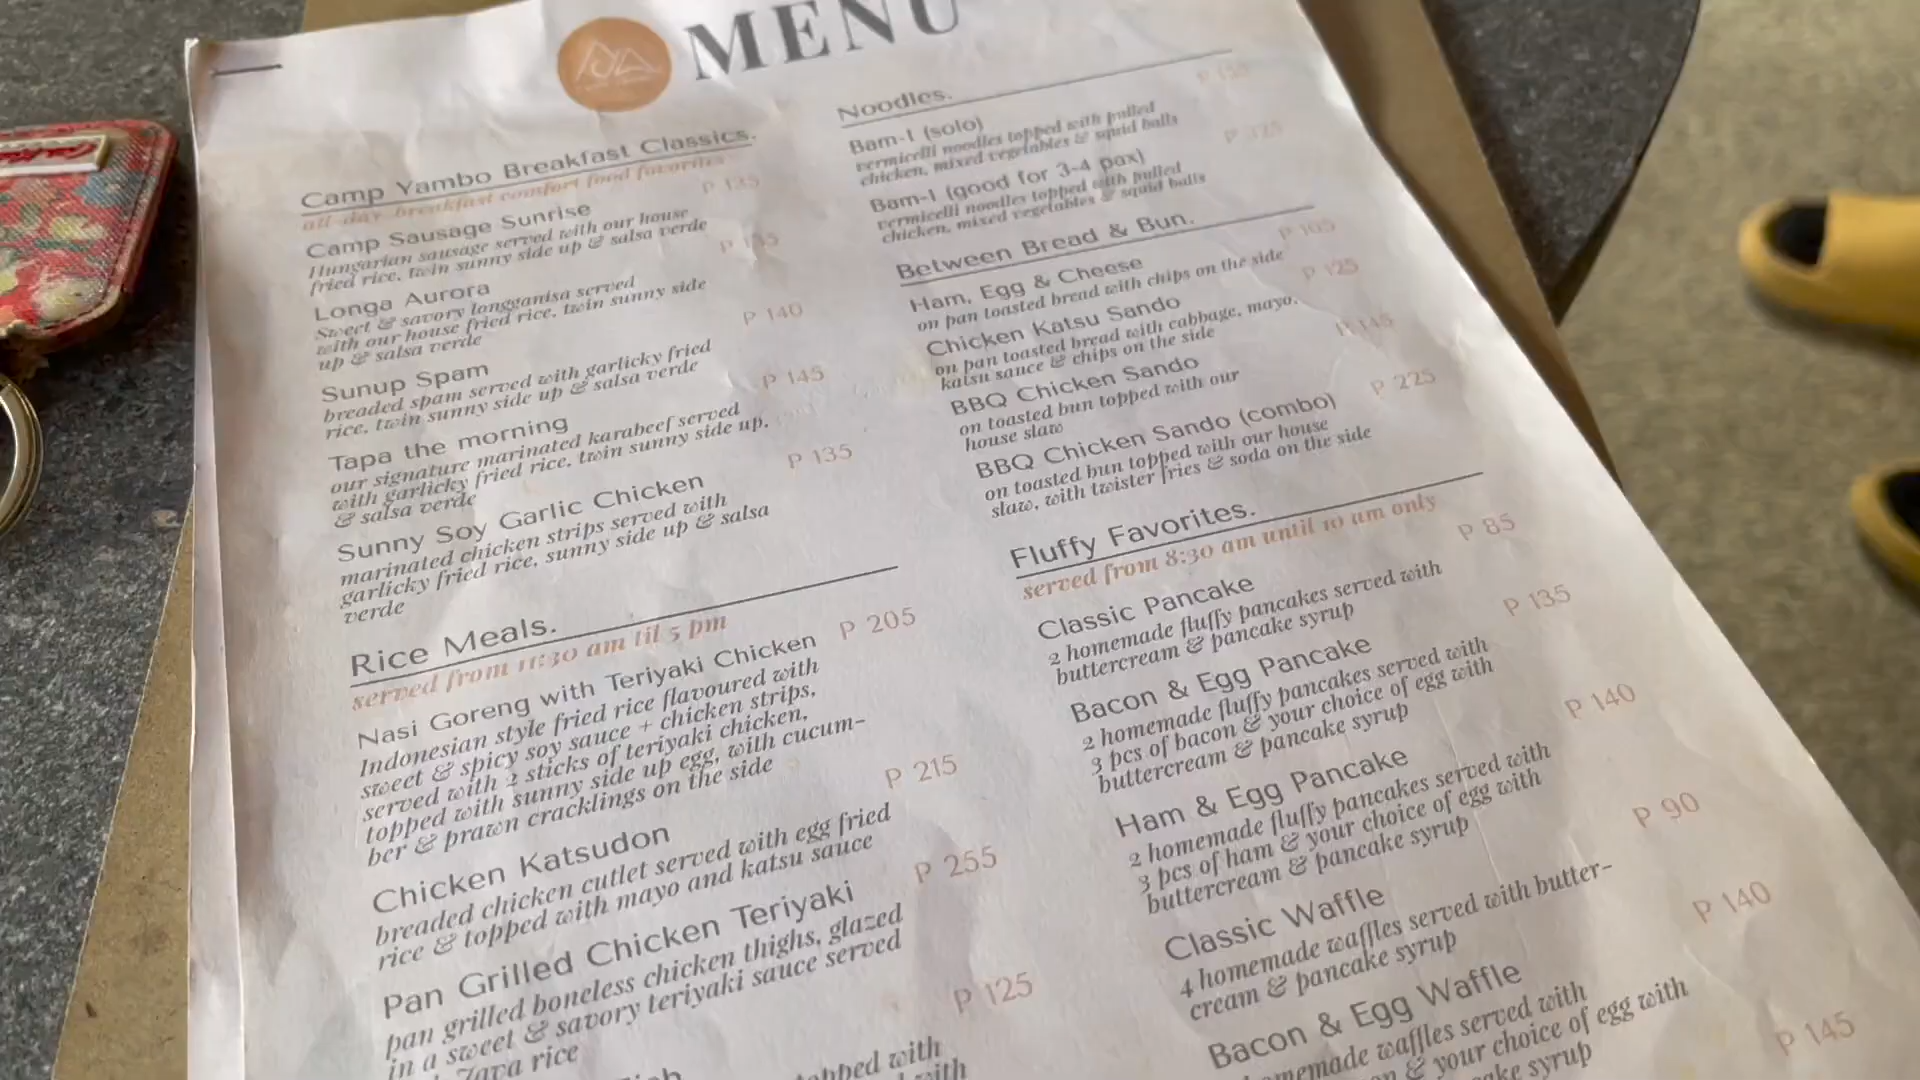 MENU
Camp Yambo Breakfast Classics.
all-day breakfast comfort food favorites
P 135
Camp Sausage Sunrise
Hungarian sausage served with our house
fried rice, twin sunny side up & salsa verde
P 135
Longa Aurora
Sweet & savory longganisa served
with our house fried rice, twin sunny side
up & salsa verde
P 140
Sunup Spam
breaded spam served with garlicky fried
rice, twin sunny side up & salsa verde
P 145
Tapa the morning
our signature marinated karabeef served
with garlicky fried rice, twin sunny side up,
& salsa verde
P 135
Sunny Soy Garlic Chicken
marinated chicken strips served with
garlicky fried rice, sunny side up & salsa
verde
Rice Meals.
served from 11:30 am til 5 pm
Nasi Goreng with Teriyaki Chicken P 205
Indonesian style fried rice flavoured with
sweet & spicy soy sauce + chicken strips,
served with 2 sticks of teriyaki chicken,
topped with sunny side up egg, with cucum-
ber & prawn cracklings on the side
P 215
Chicken Katsudon
breaded chicken cutlet served with egg fried
rice & topped with mayo and katsu sauce
P 255
Pan Grilled Chicken Teriyaki
pan grilled boneless chicken thighs, glazed
in a sweet & savory teriyaki sauce served
Java rice
P 125
topped with
with
Noodles.
Bam-I (solo)
vermicelli noodles topped with pulled
chicken, mixed vegetables & squid balls
Bam-I (good for 3-4 pax)
vermicelli noodles topped with pulled
chicken, mixed vegetables & squid balls
Between Bread & Bun.
P 105
Ham, Egg & Cheese
on pan toasted bread with chips on the side
P 125
Chicken Katsu Sando
on pan toasted bread with cabbage, mayo,
katsu sauce & chips on the side
145
BBQ Chicken Sando
on toasted bun topped with our
house slaw
P 225
BBQ Chicken Sando (combo)
on toasted bun topped with our house
slaw, with twister fries & soda on the side
Fluffy Favorites.
served from 8:30 am until 10 am only
P 85
Classic Pancake
2 homemade fluffy pancakes served with
buttercream & pancake syrup
P 135
Bacon & Egg Pancake
2 homemade fluffy pancakes served with
3 pcs of bacon & your choice of egg with
buttercream & pancake syrup
P 140
Ham & Egg Pancake
2 homemade fluffy pancakes served with
3 pcs of ham & your choice of egg with
buttercream & pancake syrup
P 90
Classic Waffle
4 homemade waffles served with butter-
cream & pancake syrup
P 140
Bacon & Egg Waffle
homemade waffles served with
& your choice of egg with
syrup
P 145